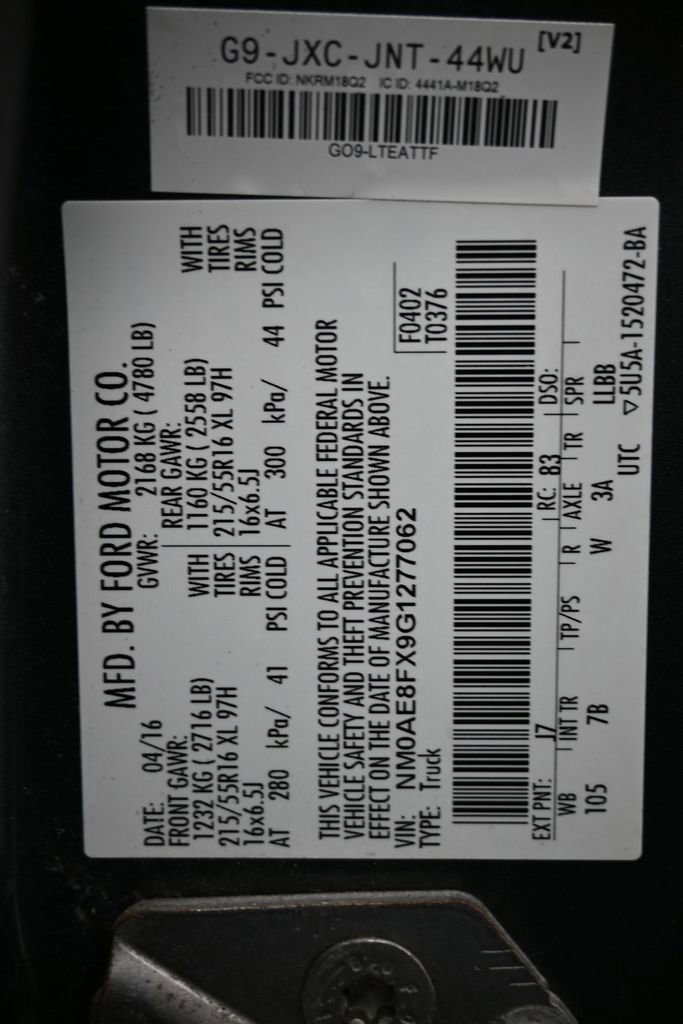 G9-JXC-JNT-44WU [V2]
FCC ID: NKRM18Q2 IC ID: 4441A-M18Q2
GO9-LTEATTF
MFD. BY FORD MOTOR CO.
DATE: 04/16 GVWR: 2168 KG ( 4780 LB)
FRONT GAWR: REAR GAWR:
1232 KG ( 2716 LB) WITH 1160 KG ( 2558 LB) WITH
215/55R16 XL 97H TIRES 215/55R16 XL 97H TIRES
16x6.5J RIMS 16x6.5J RIMS
AT 280 kPa/ 41 PSI COLD AT 300 kPa/ 44 PSI COLD
THIS VEHICLE CONFORMS TO ALL APPLICABLE FEDERAL MOTOR
VEHICLE SAFETY AND THEFT PREVENTION STANDARDS IN
EFFECT ON THE DATE OF MANUFACTURE SHOWN ABOVE.
VIN: NM0AE8FX9G1277062 F0402
TYPE: Truck T0376
EXT PNT: J7 RC: B3 DSO:
WB INT TR TP/PS R AXLE TR SPR
105 7B W 3A LLBB
UTC ▽5U5A-1520472-BA